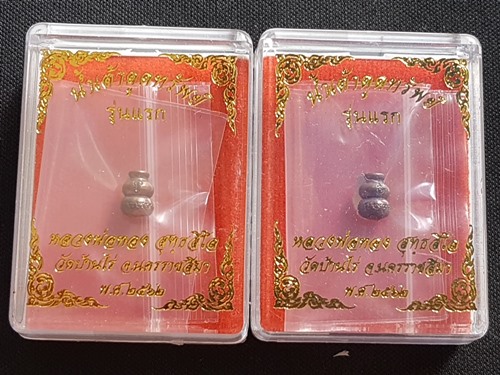 น้ำเต้าดูดทรัพย์
รุ่นแรก
หลวงพ่อทอง สุทธสีโล
วัดบ้านไร่ จ.นครราชสีมา
พ.ศ.๒๕๖๒
น้ำเต้าดูดทรัพย์
รุ่นแรก
หลวงพ่อทอง สุทธสีโล
วัดบ้านไร่ จ.นครราชสีมา
พ.ศ.๒๕๖๒